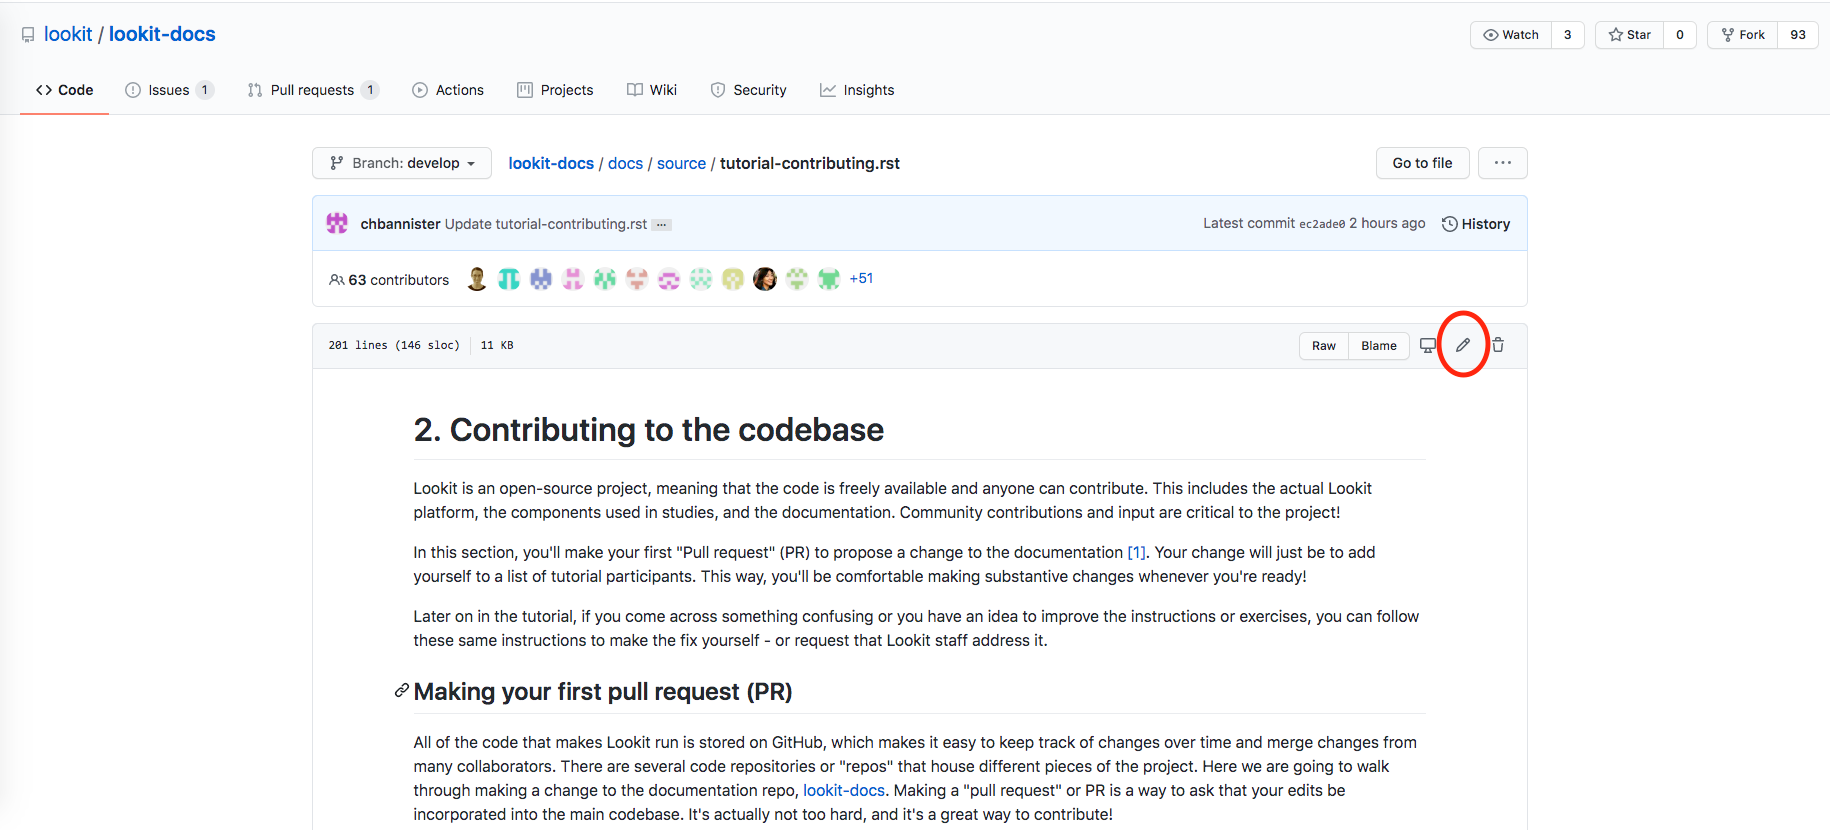 lookit / lookit-docs
Watch 3 Star 0 Fork 93
Code Issues 1 Pull requests 1 Actions Projects Wiki Security Insights
Branch: develop lookit-docs / docs / source / tutorial-contributing.rst Go to file ...
chbannister Update tutorial-contributing.rst ... Latest commit ec2ade0 2 hours ago History
63 contributors +51
201 lines (146 sloc) 11 KB Raw Blame
2. Contributing to the codebase
Lookit is an open-source project, meaning that the code is freely available and anyone can contribute. This includes the actual Lookit
platform, the components used in studies, and the documentation. Community contributions and input are critical to the project!
In this section, you'll make your first "Pull request" (PR) to propose a change to the documentation [1]. Your change will just be to add
yourself to a list of tutorial participants. This way, you'll be comfortable making substantive changes whenever you're ready!
Later on in the tutorial, if you come across something confusing or you have an idea to improve the instructions or exercises, you can follow
these same instructions to make the fix yourself - or request that Lookit staff address it.
Making your first pull request (PR)
All of the code that makes Lookit run is stored on GitHub, which makes it easy to keep track of changes over time and merge changes from
many collaborators. There are several code repositories or "repos" that house different pieces of the project. Here we are going to walk
through making a change to the documentation repo, lookit-docs. Making a "pull request" or PR is a way to ask that your edits be
incorporated into the main codebase. It's actually not too hard, and it's a great way to contribute!